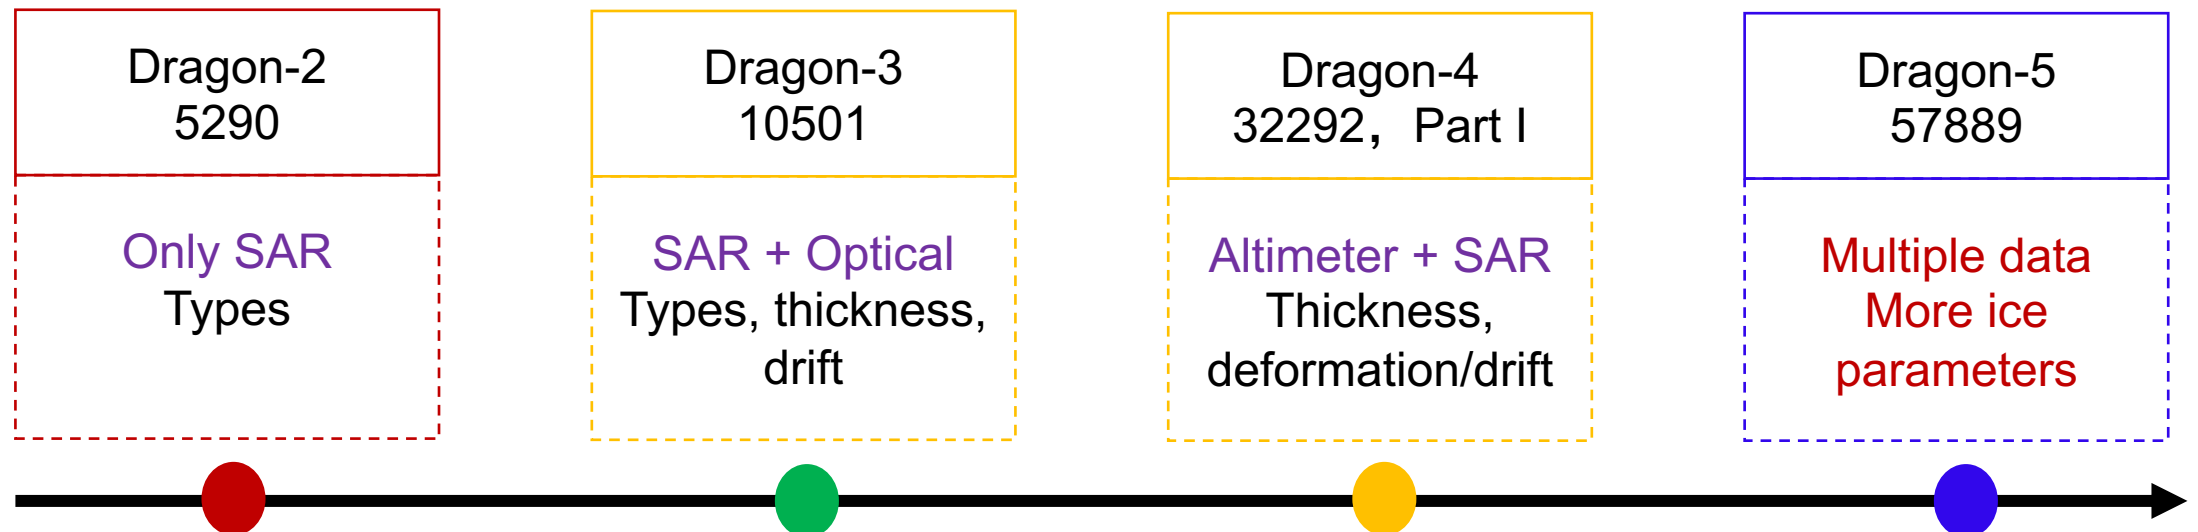 Dragon-2
5290
Only SAR
Types
Dragon-3
10501
SAR + Optical
Types, thickness,
drift
Dragon-4
32292，Part I
Altimeter + SAR
Thickness,
deformation/drift
Dragon-5
57889
Multiple data
More ice
parameters